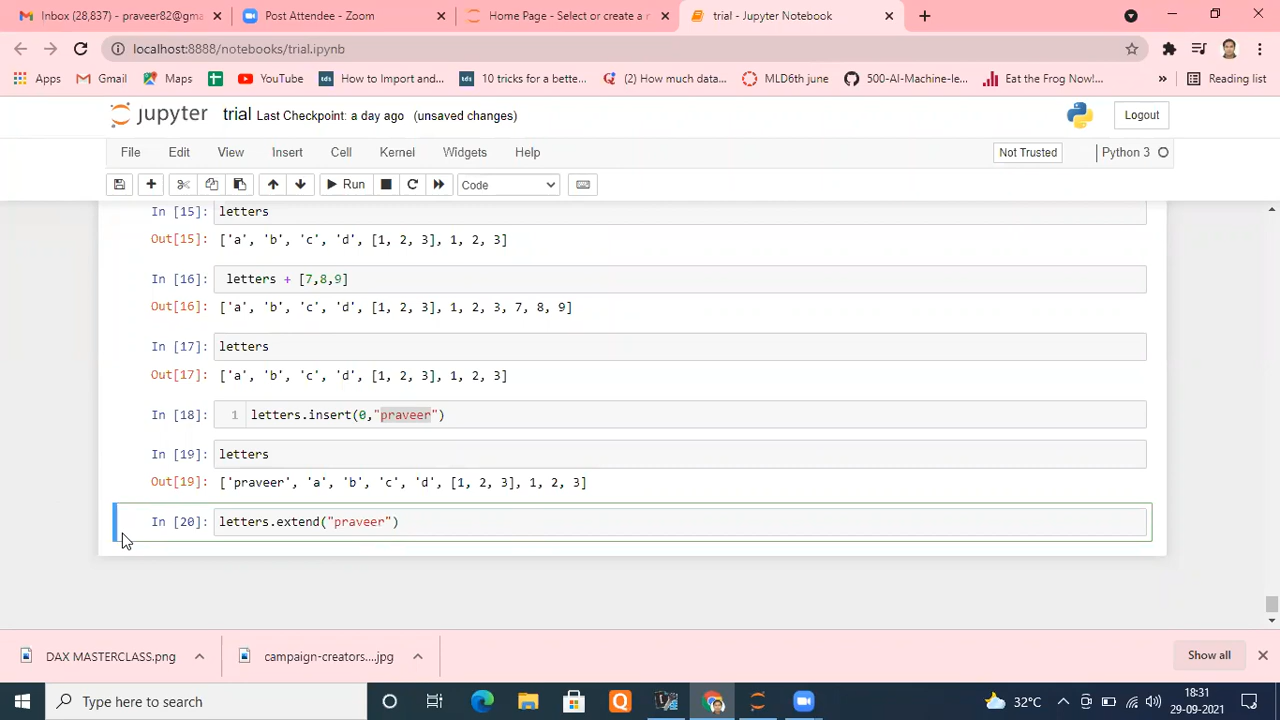 Inbox (28,837) - praveer82@gma
Post Attendee - Zoom
Home Page - Select or create a n
trial - Jupyter Notebook
localhost:8888/notebooks/trial.ipynb
Apps
Gmail
Maps
YouTube
tds
How to Import and...
tds
10 tricks for a bette...
(2) How much data...
MLD6th june
500-AI-Machine-le...
Eat the Frog Now!...
»
Reading list
jupyter
trial Last Checkpoint: a day ago (unsaved changes)
Logout
File
Edit
View
Insert
Cell
Kernel
Widgets
Help
Not Trusted
Python 3
Run
Code
In [15]: letters
Out[15]: ['a', 'b', 'c', 'd', [1, 2, 3], 1, 2, 3]
In [16]: letters + [7,8,9]
Out[16]: ['a', 'b', 'c', 'd', [1, 2, 3], 1, 2, 3, 7, 8, 9]
In [17]: letters
Out[17]: ['a', 'b', 'c', 'd', [1, 2, 3], 1, 2, 3]
In [18]: 1 letters.insert(0,"praveer")
In [19]: letters
Out[19]: ['praveer', 'a', 'b', 'c', 'd', [1, 2, 3], 1, 2, 3]
In [20]: letters.extend("praveer")
DAX MASTERCLASS.png
campaign-creators....jpg
Show all
Type here to search
Q
32°C
18:31
29-09-2021